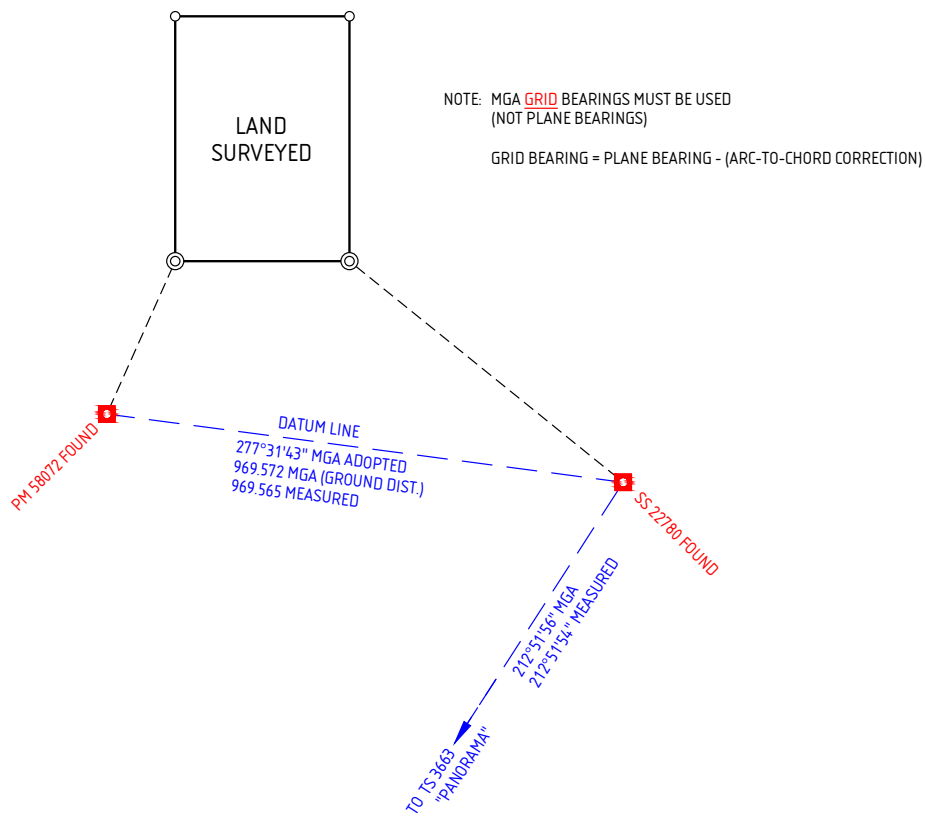 LAND
SURVEYED
NOTE: MGA GRID BEARINGS MUST BE USED
(NOT PLANE BEARINGS)
GRID BEARING = PLANE BEARING - (ARC-TO-CHORD CORRECTION)
PM 58072 FOUND
DATUM LINE
277°31'43" MGA ADOPTED
969.572 MGA (GROUND DIST.)
969.565 MEASURED
SS 22780 FOUND
212°51'56" MGA
212°51'54" MEASURED
TO TS 3663
"PANORAMA"